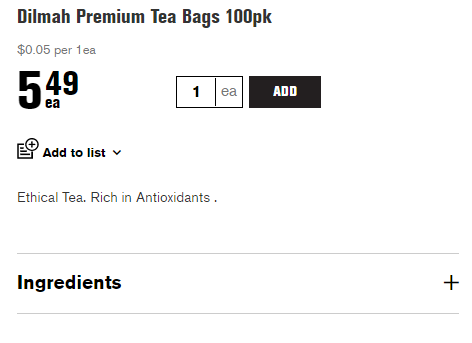 Dilmah Premium Tea Bags 100pk
$0.05 per 1ea
5 49
ea
1 ea ADD
Add to list
Ethical Tea. Rich in Antioxidants .
Ingredients +